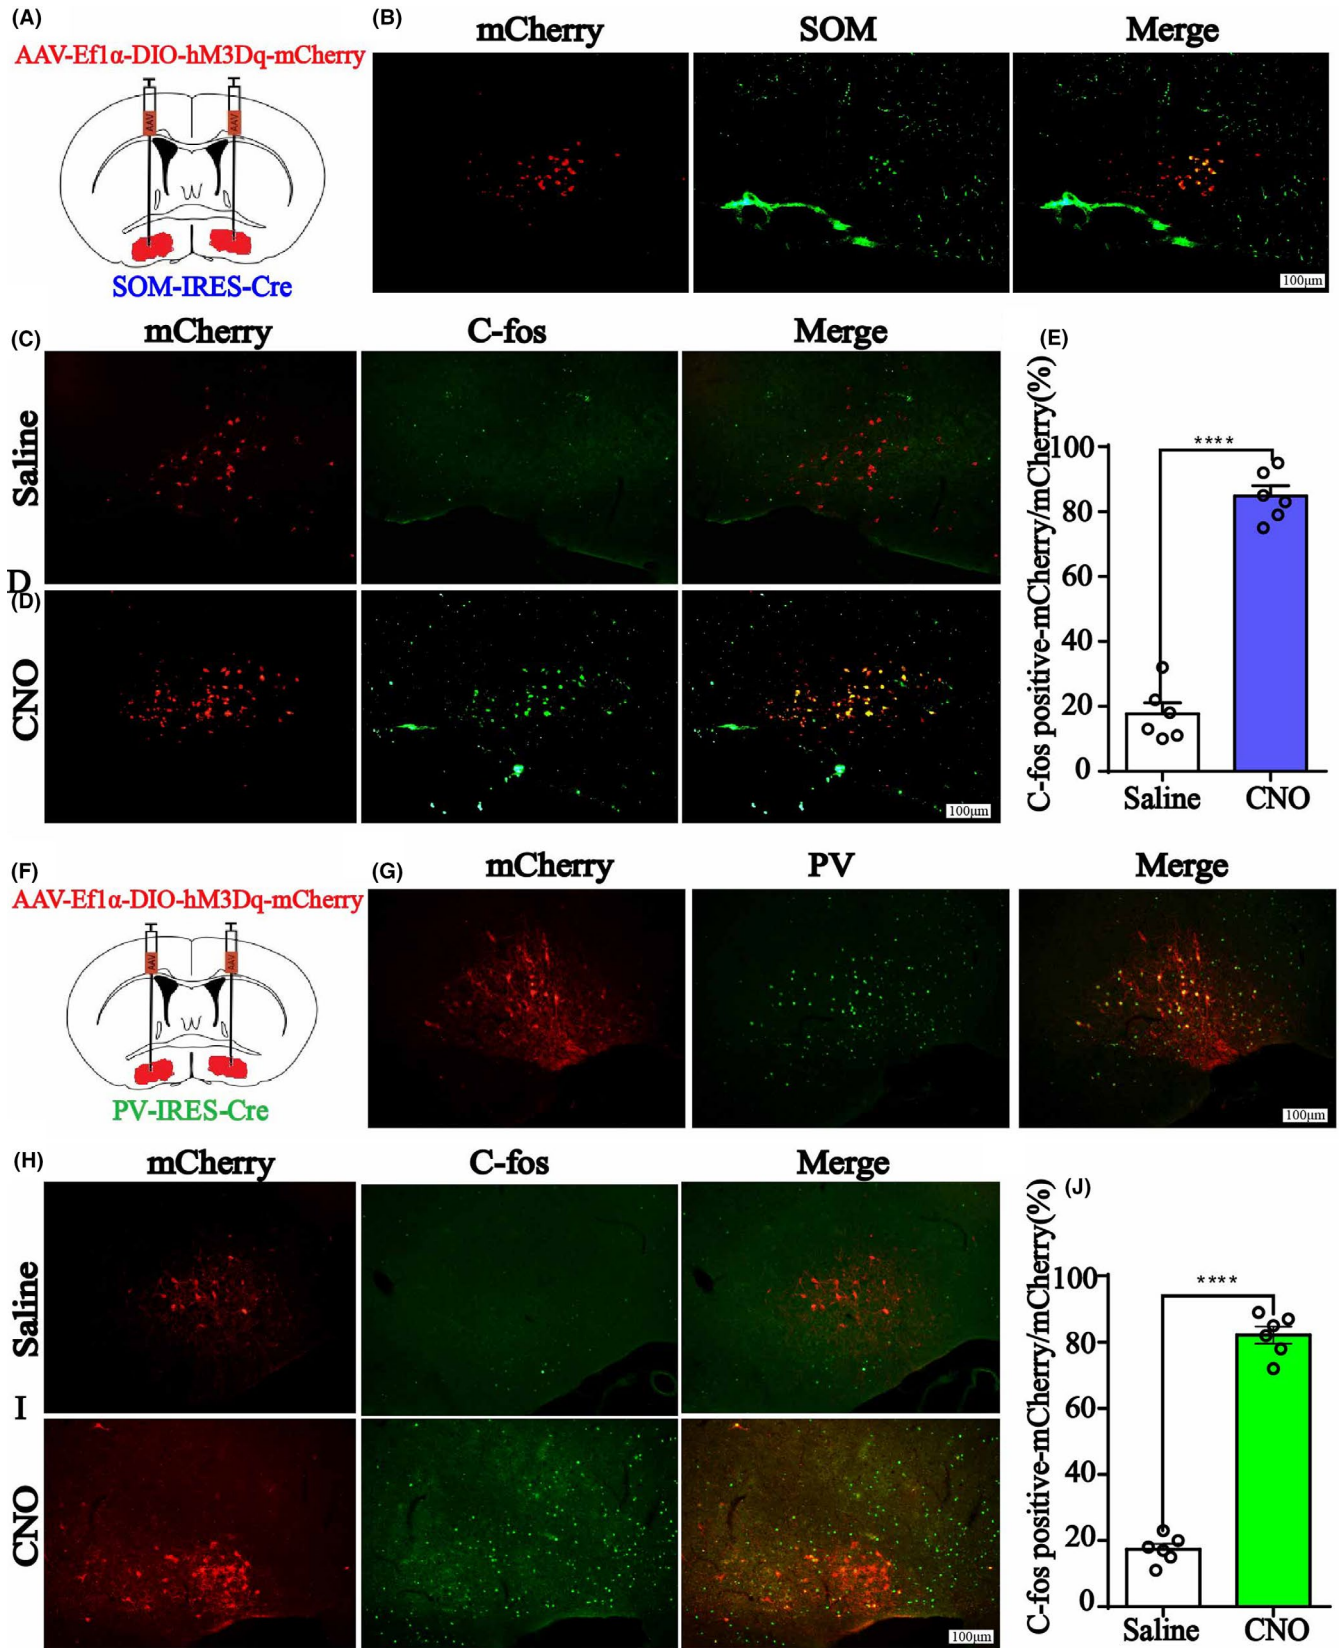 (A)
AAV-Ef1α-DIO-hM3Dq-mCherry
AAV
AAV
SOM-IRES-Cre
(B)
mCherry
SOM
Merge
100μm
(C)
mCherry
C-fos
Merge
Saline
D
(D)
CNO
100μm
(E)
C-fos positive-mCherry/mCherry(%)
****
100
80
60
40
20
0
Saline
CNO
(F)
AAV-Ef1α-DIO-hM3Dq-mCherry
AAV
AAV
PV-IRES-Cre
(G)
mCherry
PV
Merge
100μm
(H)
mCherry
C-fos
Merge
Saline
I
CNO
100μm
(J)
C-fos positive-mCherry/mCherry(%)
****
100
80
60
40
20
0
Saline
CNO